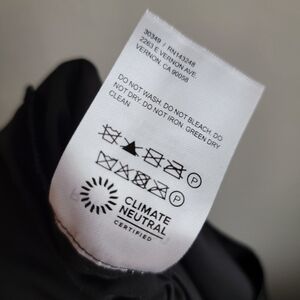 30349 / RN143248
2263 E VERNON AVE.
VERNON, CA 90058
DO NOT WASH. DO NOT BLEACH. DO
NOT DRY. DO NOT IRON. GREEN DRY
CLEAN.
P
P
CLIMATE
NEUTRAL
CERTIFIED